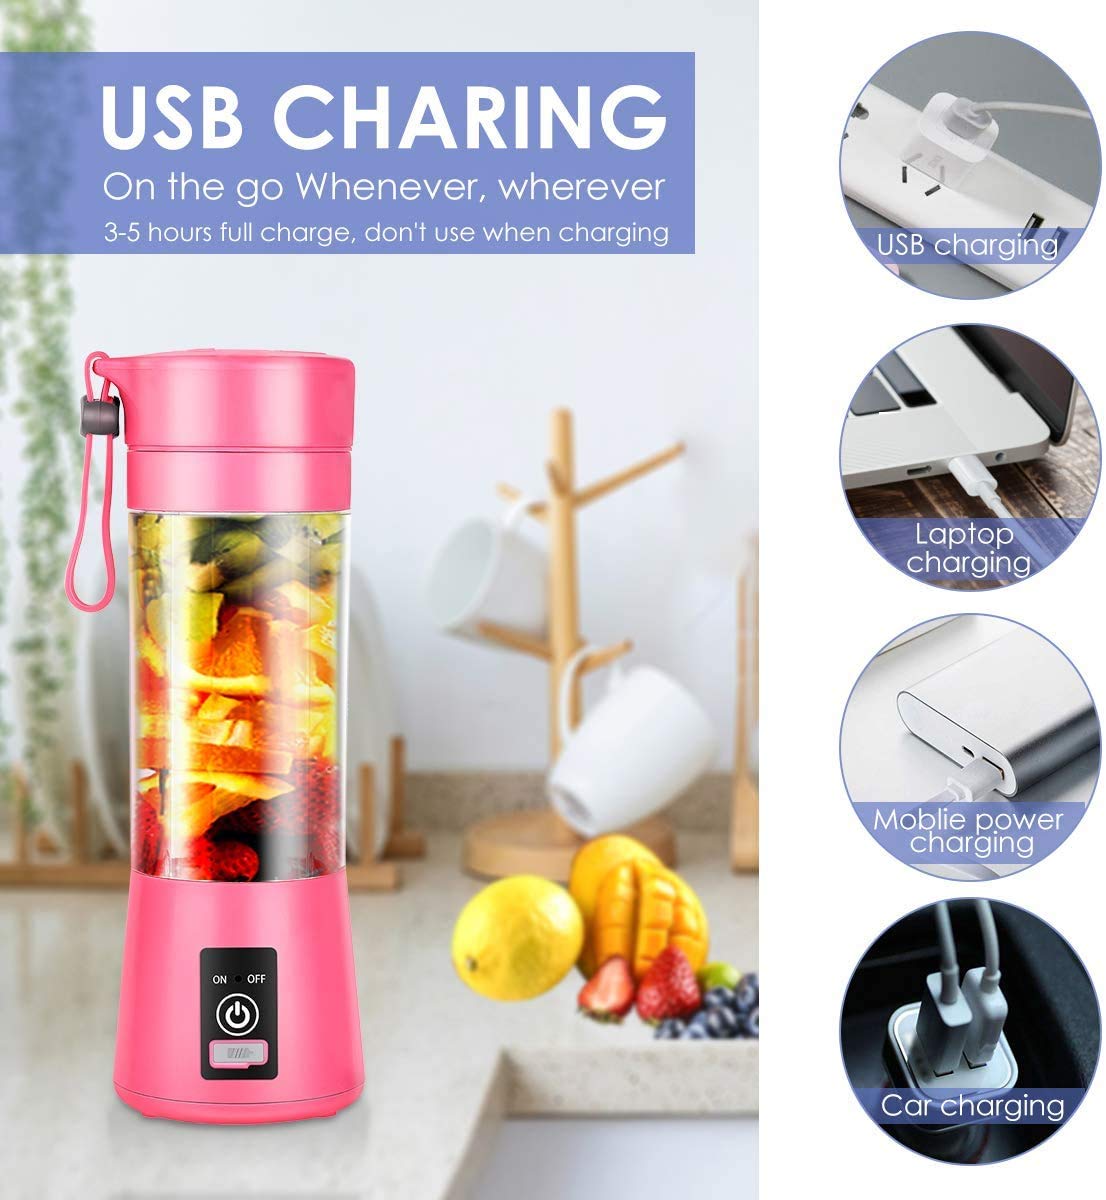 USB CHARING
On the go Whenever, wherever
3-5 hours full charge, don't use when charging
ON OFF
USB charging
Laptop
charging
Moblie power
charging
Car charging